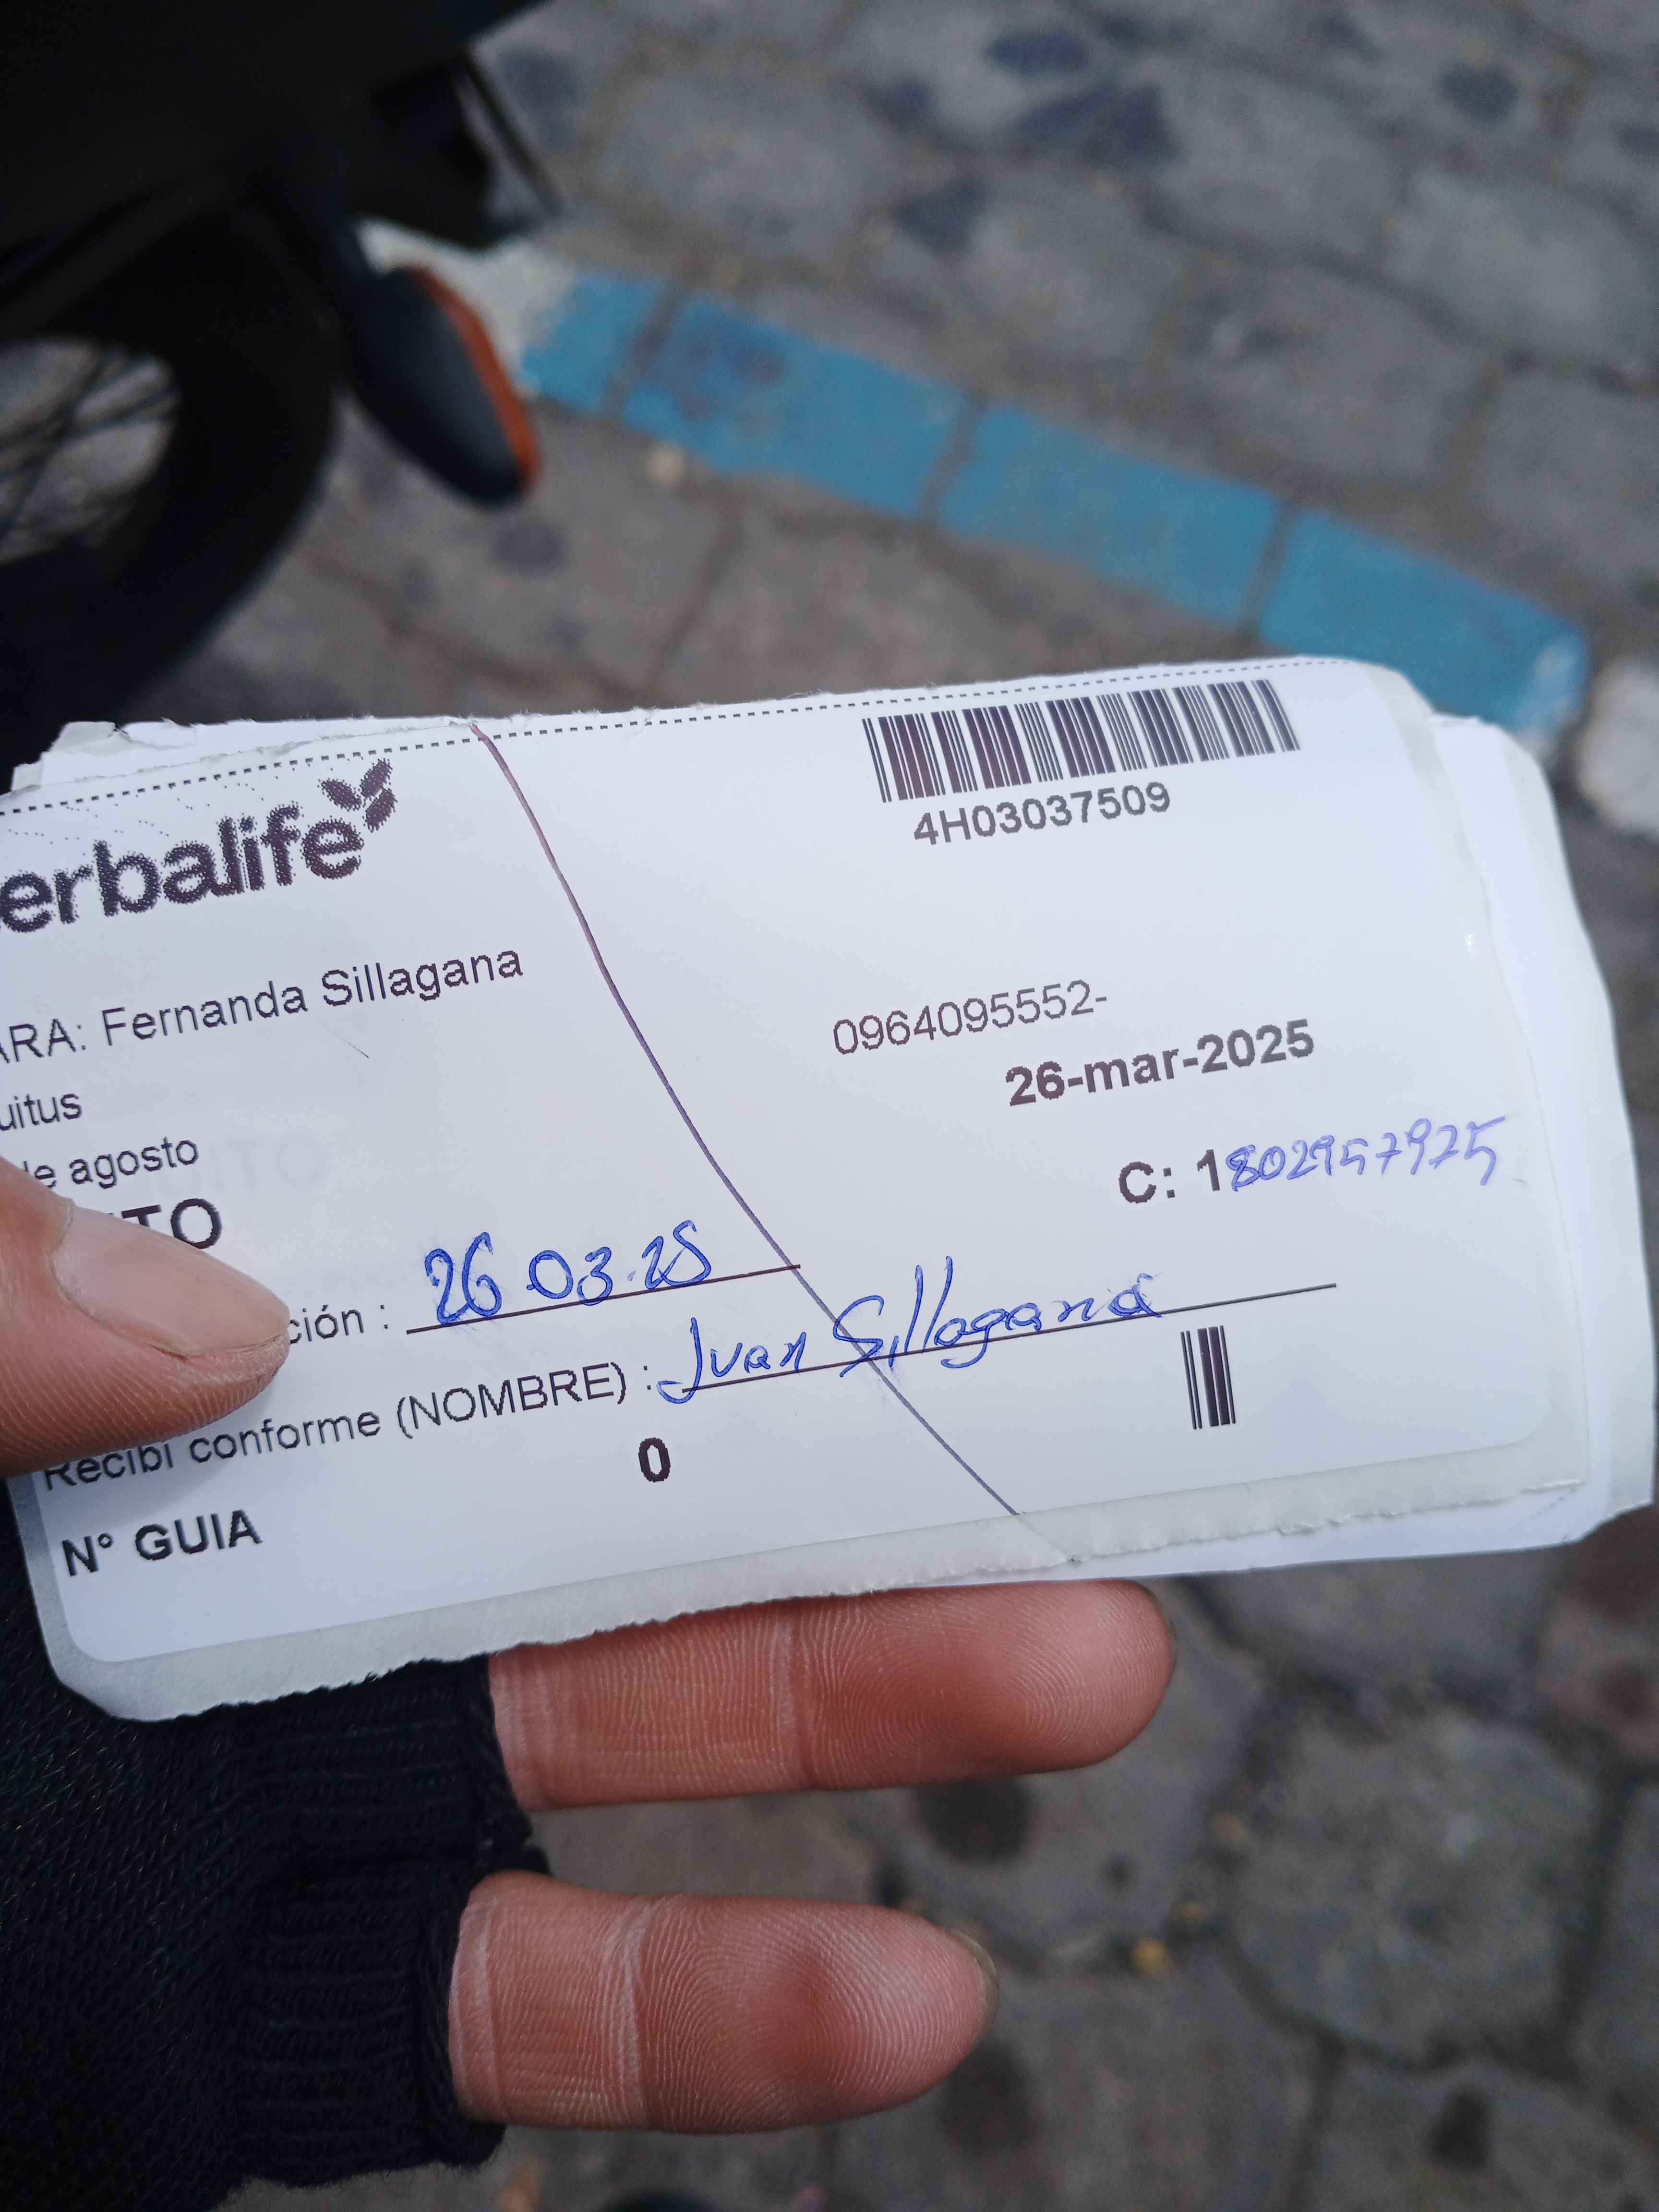 erbalife
4H03037509
ARA: Fernanda Sillagana
0964095552-
uitus
26-mar-2025
de agosto
C: 1802957975
TO
ción : 26 03.25
Recibí conforme (NOMBRE) : Juan Sillagana
0
N° GUIA